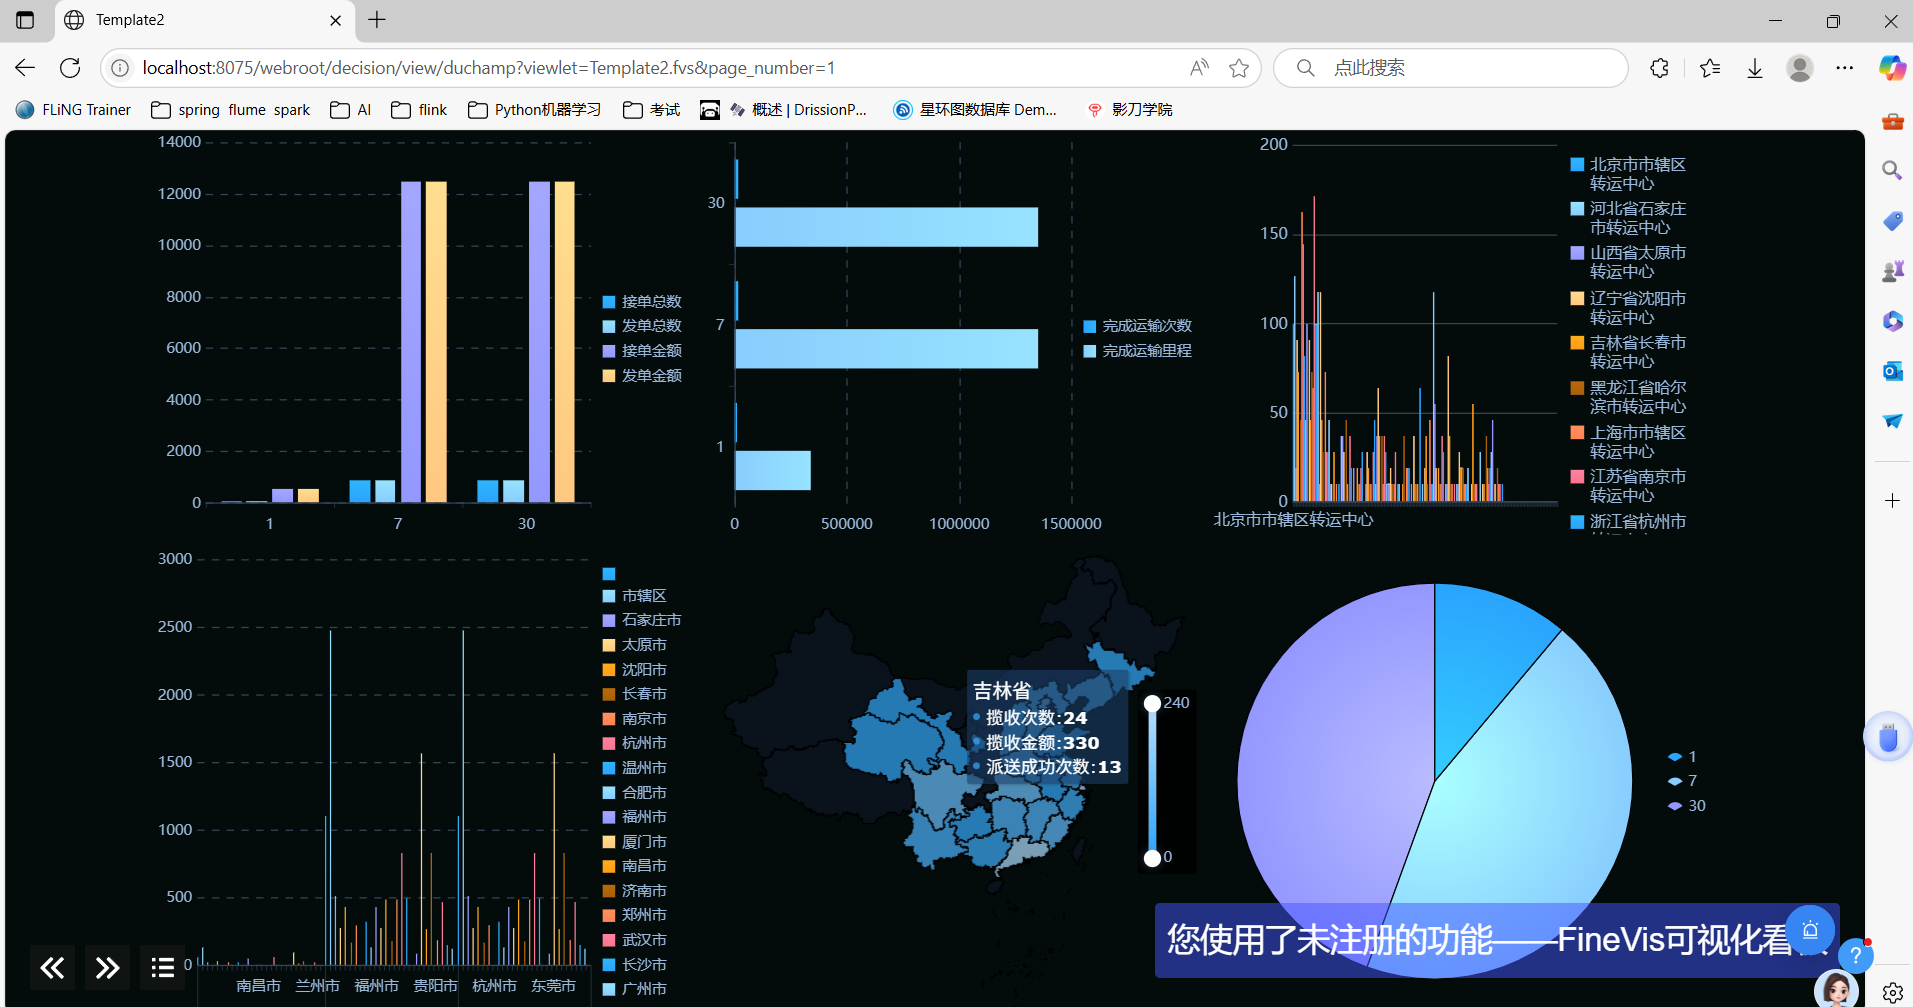 Template2
localhost:8075/webroot/decision/view/duchamp?viewlet=Template2.fvs&page_number=1
点此搜索
FLiNG Trainer
spring flume spark
AI
flink
Python机器学习
考试
概述 | DrissionP...
星环图数据库 Dem...
影刀学院
14000
12000
10000
8000
6000
4000
2000
0
1
7
30
接单总数
发单总数
接单金额
发单金额
30
7
1
0
500000
1000000
1500000
完成运输次数
完成运输里程
200
150
100
50
0
北京市市辖区转运中心
北京市市辖区
转运中心
河北省石家庄
市转运中心
山西省太原市
转运中心
辽宁省沈阳市
转运中心
吉林省长春市
转运中心
黑龙江省哈尔
滨市转运中心
上海市市辖区
转运中心
江苏省南京市
转运中心
浙江省杭州市
3000
2500
2000
1500
1000
500
0
南昌市
兰州市
福州市
贵阳市
杭州市
东莞市
市辖区
石家庄市
太原市
沈阳市
长春市
南京市
杭州市
温州市
合肥市
福州市
厦门市
南昌市
济南市
郑州市
武汉市
长沙市
广州市
吉林省
揽收次数:24
揽收金额:330
派送成功次数:13
240
0
1
7
30
您使用了未注册的功能——FineVis可视化看
?